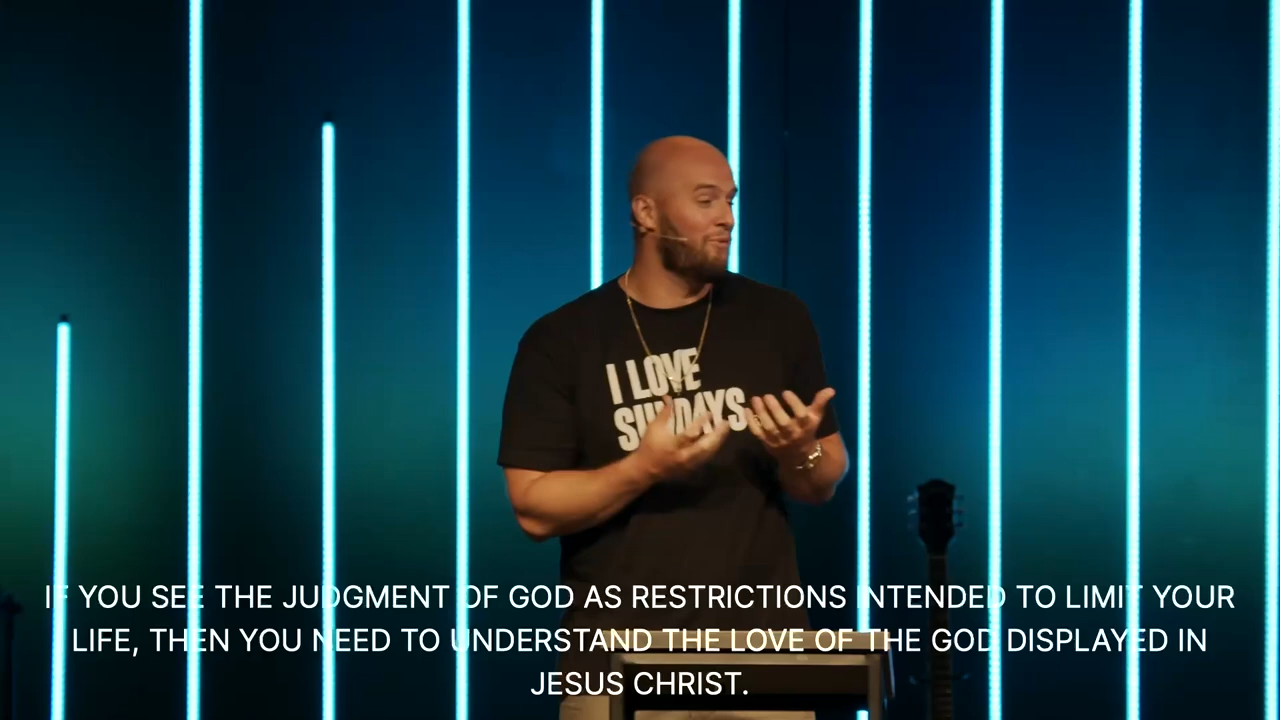 I LOVE
SUNDAYS
IF YOU SEE THE JUDGMENT OF GOD AS RESTRICTIONS INTENDED TO LIMIT YOUR
LIFE, THEN YOU NEED TO UNDERSTAND THE LOVE OF THE GOD DISPLAYED IN
JESUS CHRIST.